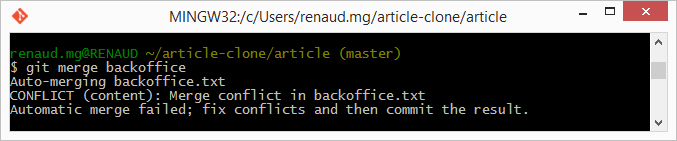 MINGW32:/c/Users/renaud.mg/article-clone/article
renaud.mg@RENAUD ~/article-clone/article (master)
$ git merge backoffice
Auto-merging backoffice.txt
CONFLICT (content): Merge conflict in backoffice.txt
Automatic merge failed; fix conflicts and then commit the result.